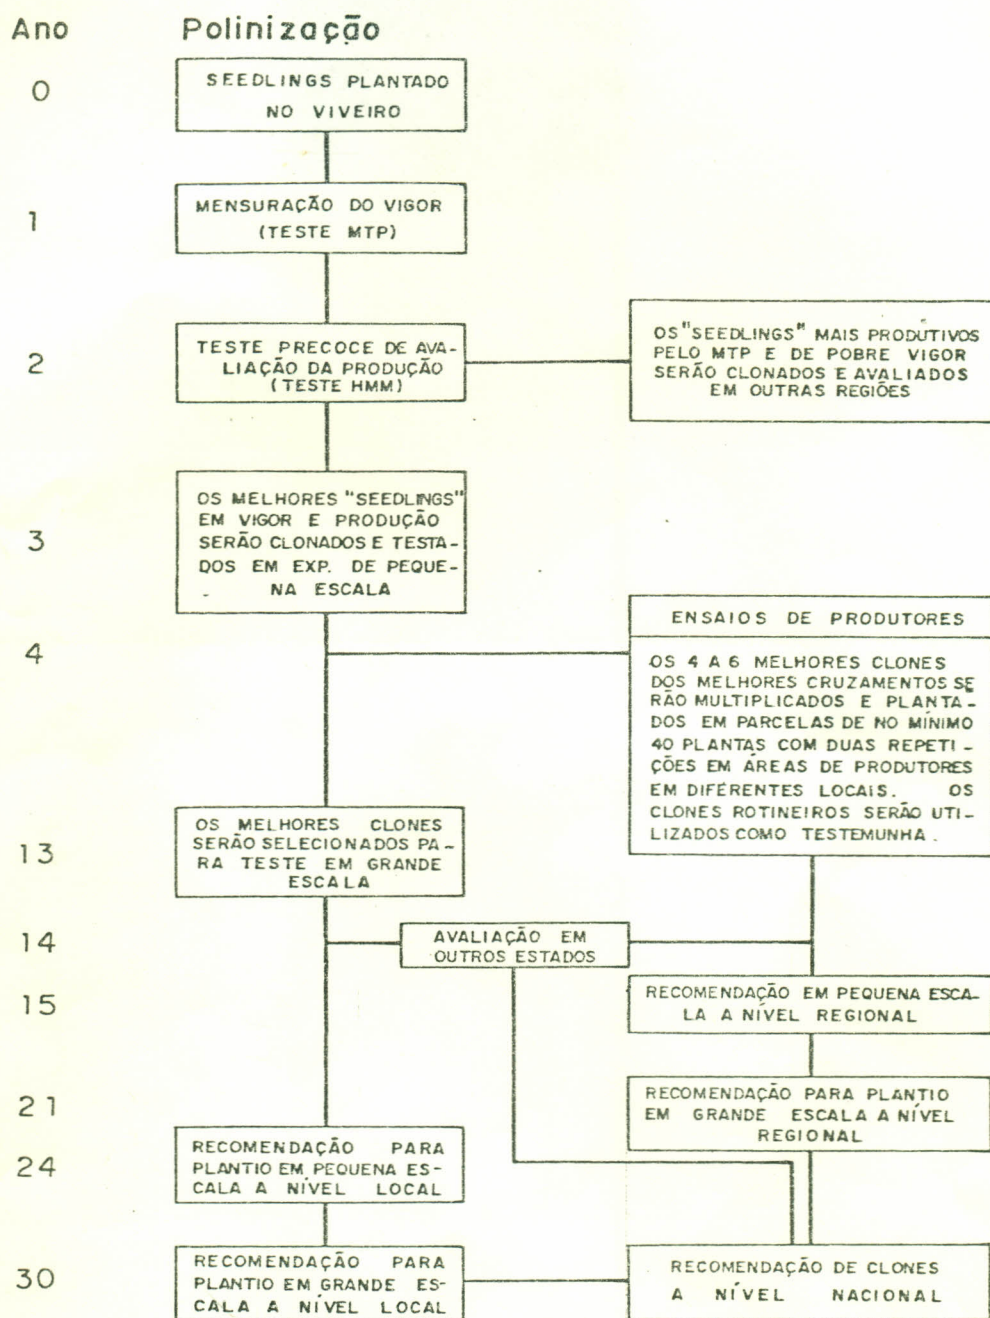 Ano Polinização
0
SEEDLINGS PLANTADO
NO VIVEIRO
1
MENSURAÇÃO DO VIGOR
(TESTE MTP)
2
TESTE PRECOCE DE AVA-
LIAÇÃO DA PRODUÇÃO
(TESTE HMM)
OS "SEEDLINGS" MAIS PRODUTIVOS
PELO MTP E DE POBRE VIGOR
SERÃO CLONADOS E AVALIADOS
EM OUTRAS REGIÕES
3
OS MELHORES "SEEDLINGS"
EM VIGOR E PRODUÇÃO
SERÃO CLONADOS E TESTA-
DOS EM EXP. DE PEQUE-
NA ESCALA
4
ENSAIOS DE PRODUTORES
OS 4 A 6 MELHORES CLONES
DOS MELHORES CRUZAMENTOS SE
RÃO MULTIPLICADOS E PLANTA-
DOS EM PARCELAS DE NO MÍNIMO
40 PLANTAS COM DUAS REPETI-
ÇÕES EM ÁREAS DE PRODUTORES
EM DIFERENTES LOCAIS. OS
CLONES ROTINEIROS SERÃO UTI-
LIZADOS COMO TESTEMUNHA.
13
OS MELHORES CLONES
SERÃO SELECIONADOS PA-
RA TESTE EM GRANDE
ESCALA
14
AVALIAÇÃO EM
OUTROS ESTADOS
15
RECOMENDAÇÃO EM PEQUENA ESCA-
LA A NÍVEL REGIONAL
21
RECOMENDAÇÃO PARA PLANTIO
EM GRANDE ESCALA A NÍVEL
REGIONAL
24
RECOMENDAÇÃO PARA
PLANTIO EM PEQUENA ES-
CALA A NÍVEL LOCAL
30
RECOMENDAÇÃO PARA
PLANTIO EM GRANDE ES-
CALA A NÍVEL LOCAL
RECOMENDAÇÃO DE CLONES
A NÍVEL NACIONAL